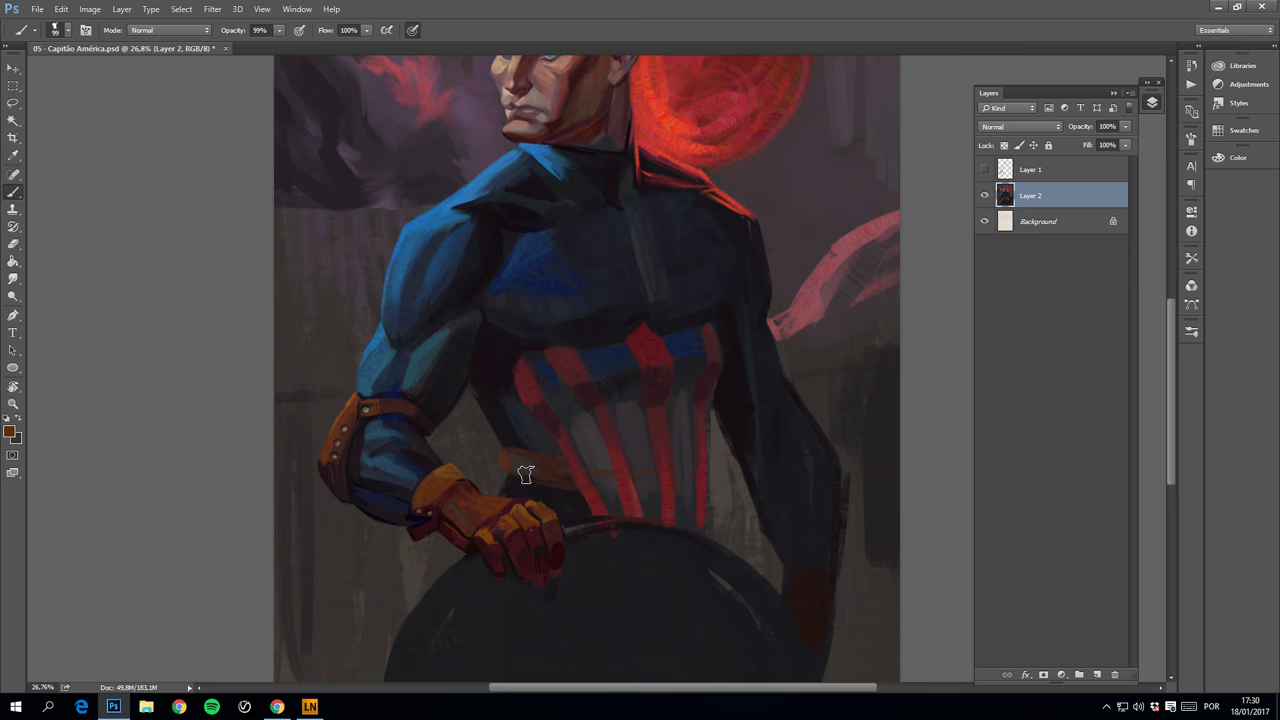 Ps File Edit Image Layer Type Select Filter 3D View Window Help
99 Mode: Normal Opacity: 99% Flow: 100% Essentials
05 - Capitão América.psd @ 26,8% (Layer 2, RGB/8) * ×
Libraries
Adjustments
Styles
Swatches
Color
Layers
Kind
Normal Opacity: 100%
Lock: Fill: 100%
Layer 1
Layer 2
Background
26,76% Doc: 49,8M/183,1M
Ps LN POR 17:30
18/01/2017